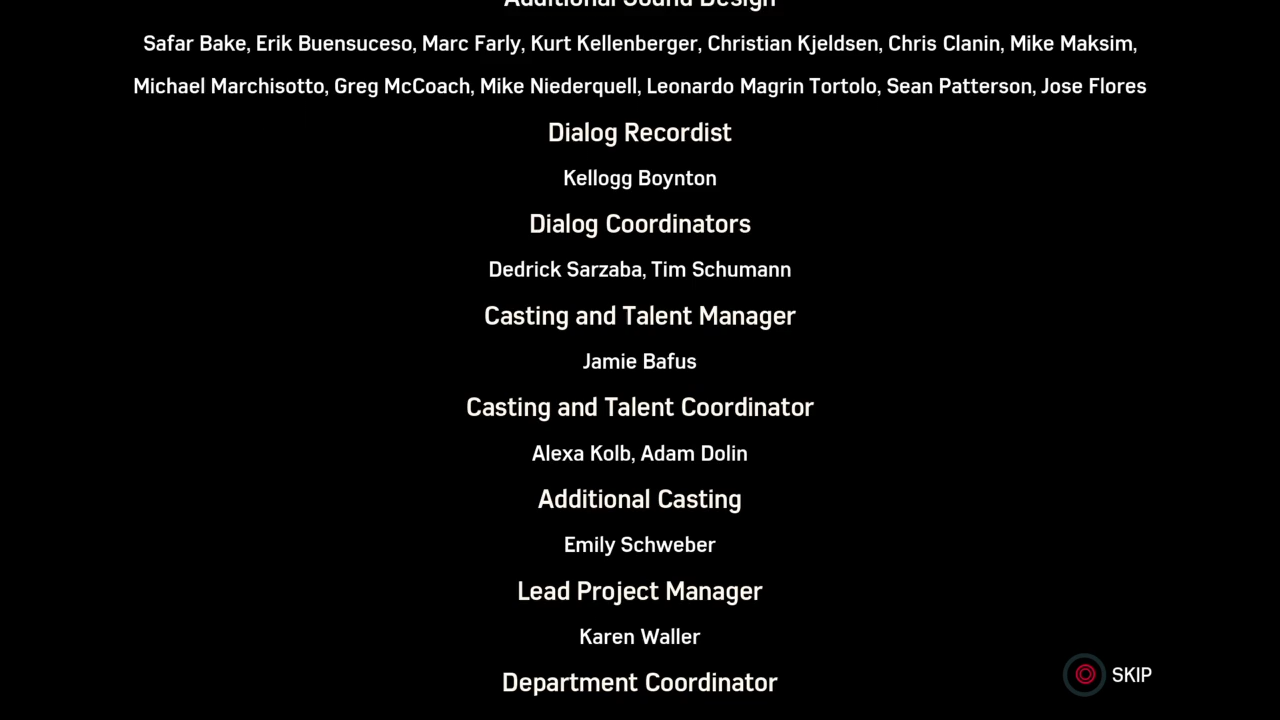 Additional Sound Design
Safar Bake, Erik Buensuceso, Marc Farly, Kurt Kellenberger, Christian Kjeldsen, Chris Clanin, Mike Maksim,
Michael Marchisotto, Greg McCoach, Mike Niederquell, Leonardo Magrin Tortolo, Sean Patterson, Jose Flores
Dialog Recordist
Kellogg Boynton
Dialog Coordinators
Dedrick Sarzaba, Tim Schumann
Casting and Talent Manager
Jamie Bafus
Casting and Talent Coordinator
Alexa Kolb, Adam Dolin
Additional Casting
Emily Schweber
Lead Project Manager
Karen Waller
SKIP
Department Coordinator